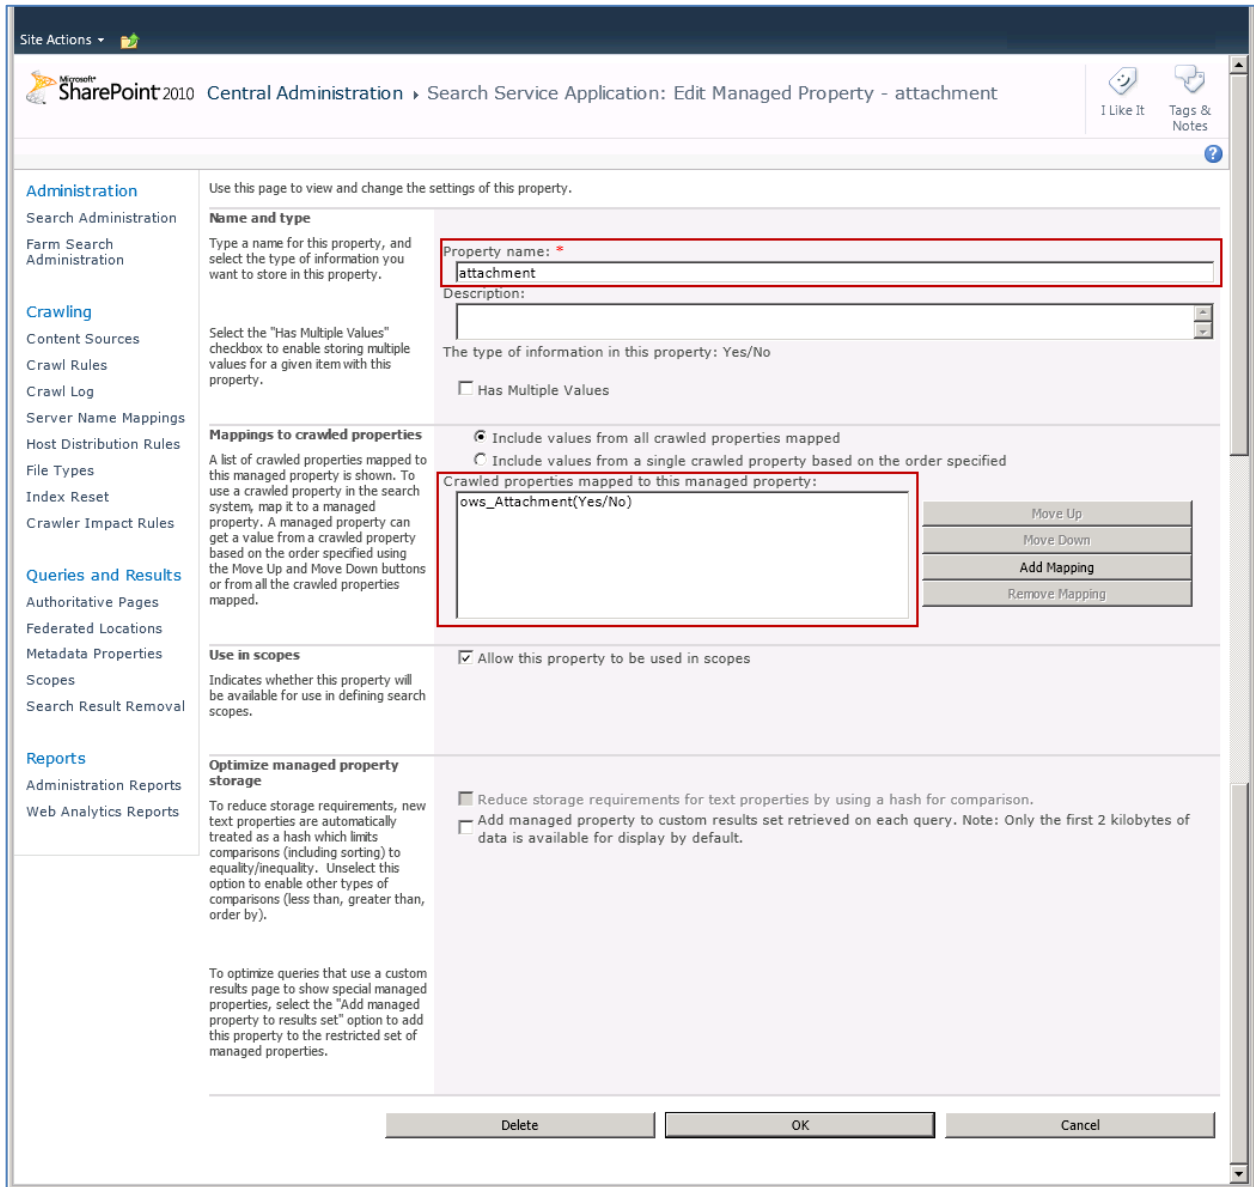 Site Actions
Microsoft
SharePoint 2010 Central Administration Search Service Application: Edit Managed Property - attachment
I Like It
Tags &
Notes
Administration
Search Administration
Farm Search
Administration
Crawling
Content Sources
Crawl Rules
Crawl Log
Server Name Mappings
Host Distribution Rules
File Types
Index Reset
Crawler Impact Rules
Queries and Results
Authoritative Pages
Federated Locations
Metadata Properties
Scopes
Search Result Removal
Reports
Administration Reports
Web Analytics Reports
Use this page to view and change the settings of this property.
Name and type
Type a name for this property, and
select the type of information you
want to store in this property.
Select the "Has Multiple Values"
checkbox to enable storing multiple
values for a given item with this
property.
Property name: *
attachment
Description:
The type of information in this property: Yes/No
Has Multiple Values
Mappings to crawled properties
A list of crawled properties mapped to
this managed property is shown. To
use a crawled property in the search
system, map it to a managed
property. A managed property can
get a value from a crawled property
based on the order specified using
the Move Up and Move Down buttons
or from all the crawled properties
mapped.
Include values from all crawled properties mapped
Include values from a single crawled property based on the order specified
Crawled properties mapped to this managed property:
ows_Attachment(Yes/No)
Move Up
Move Down
Add Mapping
Remove Mapping
Use in scopes
Indicates whether this property will
be available for use in defining search
scopes.
Allow this property to be used in scopes
Optimize managed property
storage
To reduce storage requirements, new
text properties are automatically
treated as a hash which limits
comparisons (including sorting) to
equality/inequality. Unselect this
option to enable other types of
comparisons (less than, greater than,
order by).
To optimize queries that use a custom
results page to show special managed
properties, select the "Add managed
property to results set" option to add
this property to the restricted set of
managed properties.
Reduce storage requirements for text properties by using a hash for comparison.
Add managed property to custom results set retrieved on each query. Note: Only the first 2 kilobytes of
data is available for display by default.
Delete
OK
Cancel